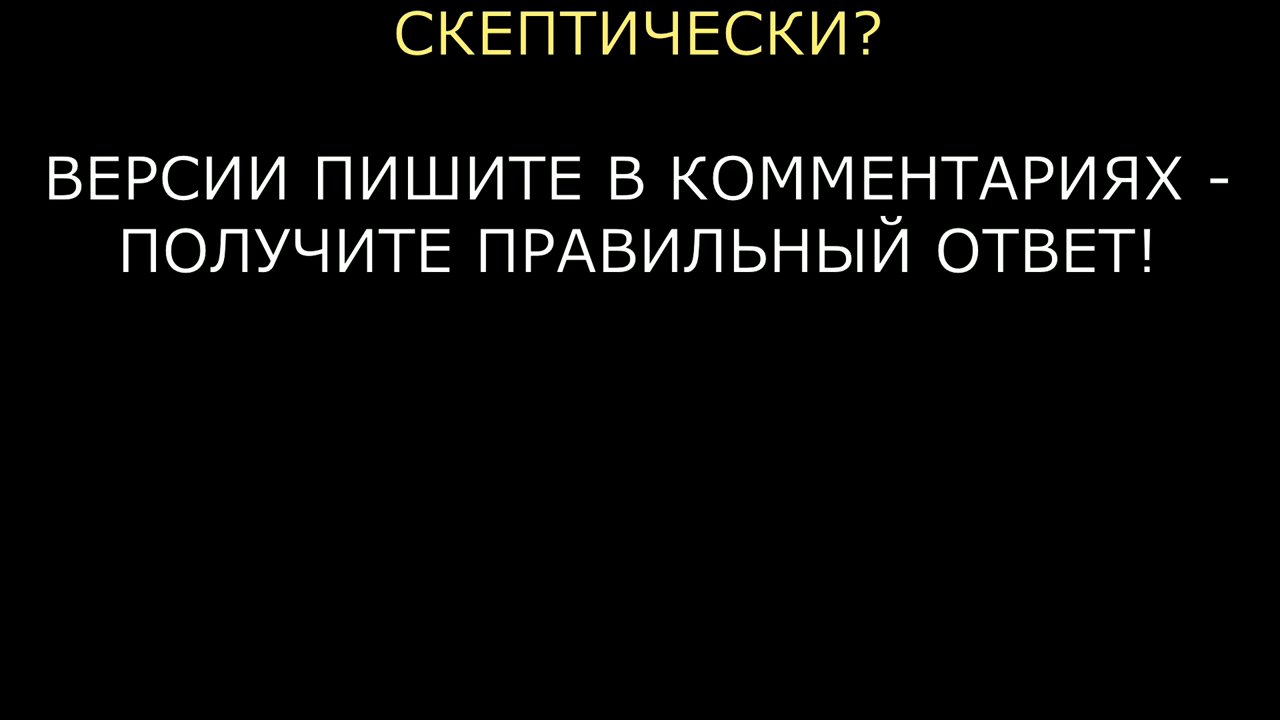 СКЕПТИЧЕСКИ?
ВЕРСИИ ПИШИТЕ В КОММЕНТАРИЯХ -
ПОЛУЧИТЕ ПРАВИЛЬНЫЙ ОТВЕТ!